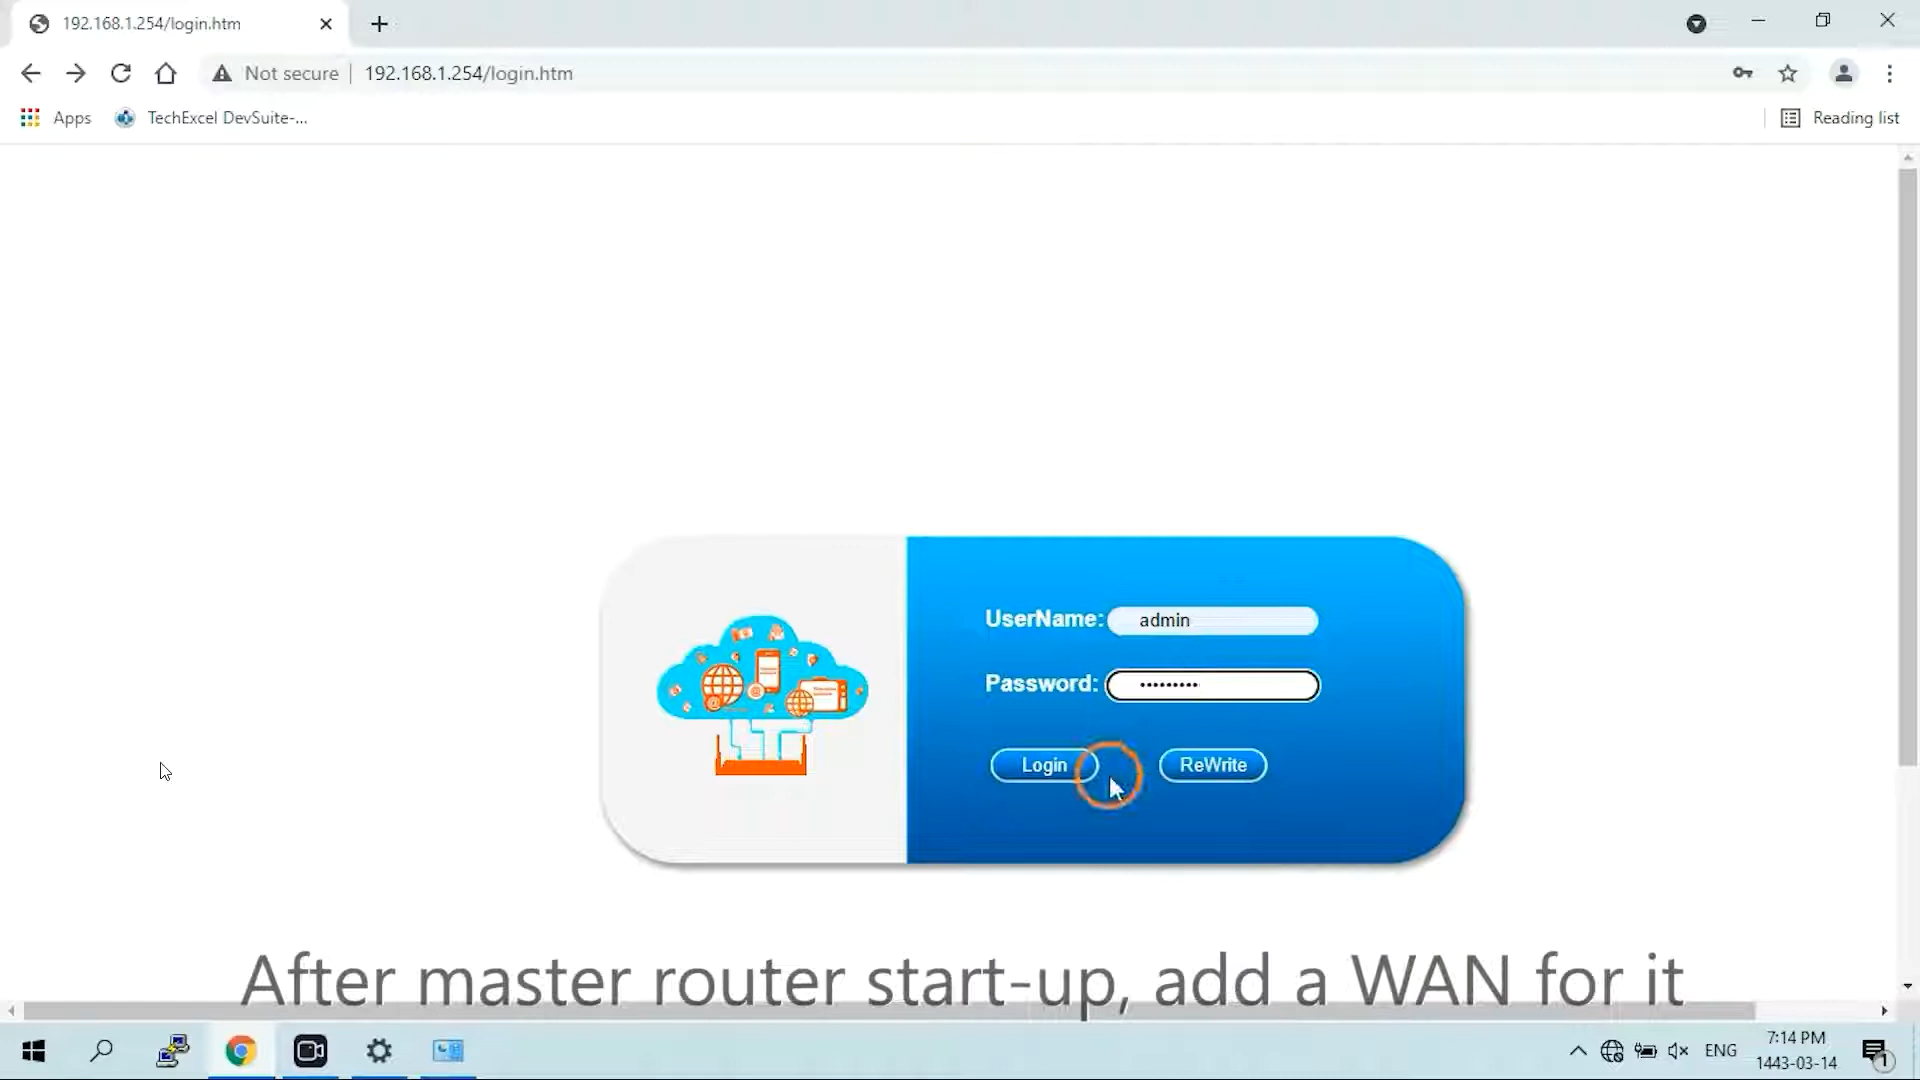 192.168.1.254/login.htm
Not secure
192.168.1.254/login.htm
Apps
TechExcel DevSuite-...
Reading list
UserName:
admin
Password:
•••••••••
Login
ReWrite
After master router start-up, add a WAN for it
ENG
7:14 PM
1443-03-14
1